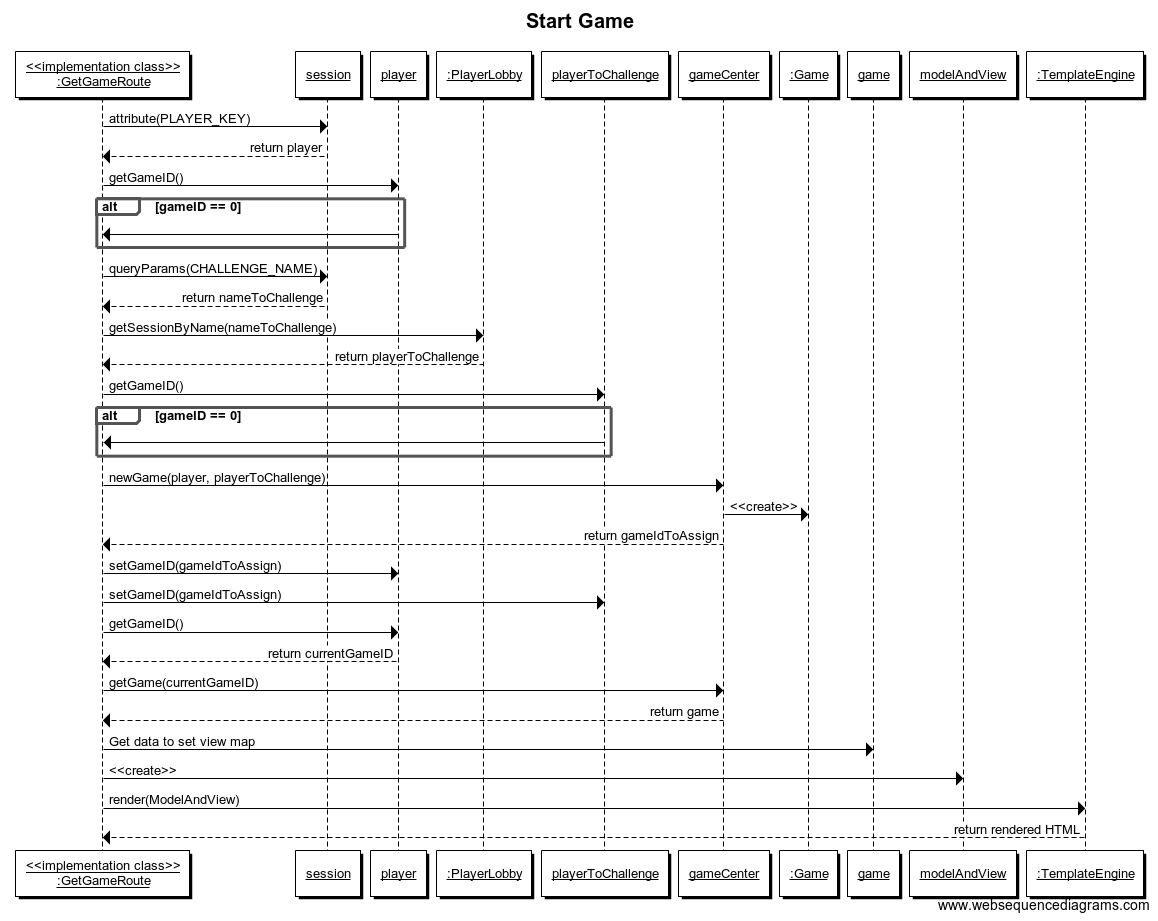 Start Game
<<implementation class>>
:GetGameRoute
session
player
:PlayerLobby
playerToChallenge
gameCenter
:Game
game
modelAndView
:TemplateEngine
attribute(PLAYER_KEY)
return player
getGameID()
alt [gameID == 0]
queryParams(CHALLENGE_NAME)
return nameToChallenge
getSessionByName(nameToChallenge)
return playerToChallenge
getGameID()
alt [gameID == 0]
newGame(player, playerToChallenge)
<<create>>
return gameIdToAssign
setGameID(gameIdToAssign)
setGameID(gameIdToAssign)
getGameID()
return currentGameID
getGame(currentGameID)
return game
Get data to set view map
<<create>>
render(ModelAndView)
return rendered HTML
<<implementation class>>
:GetGameRoute
session
player
:PlayerLobby
playerToChallenge
gameCenter
:Game
game
modelAndView
:TemplateEngine
www.websequencediagrams.com